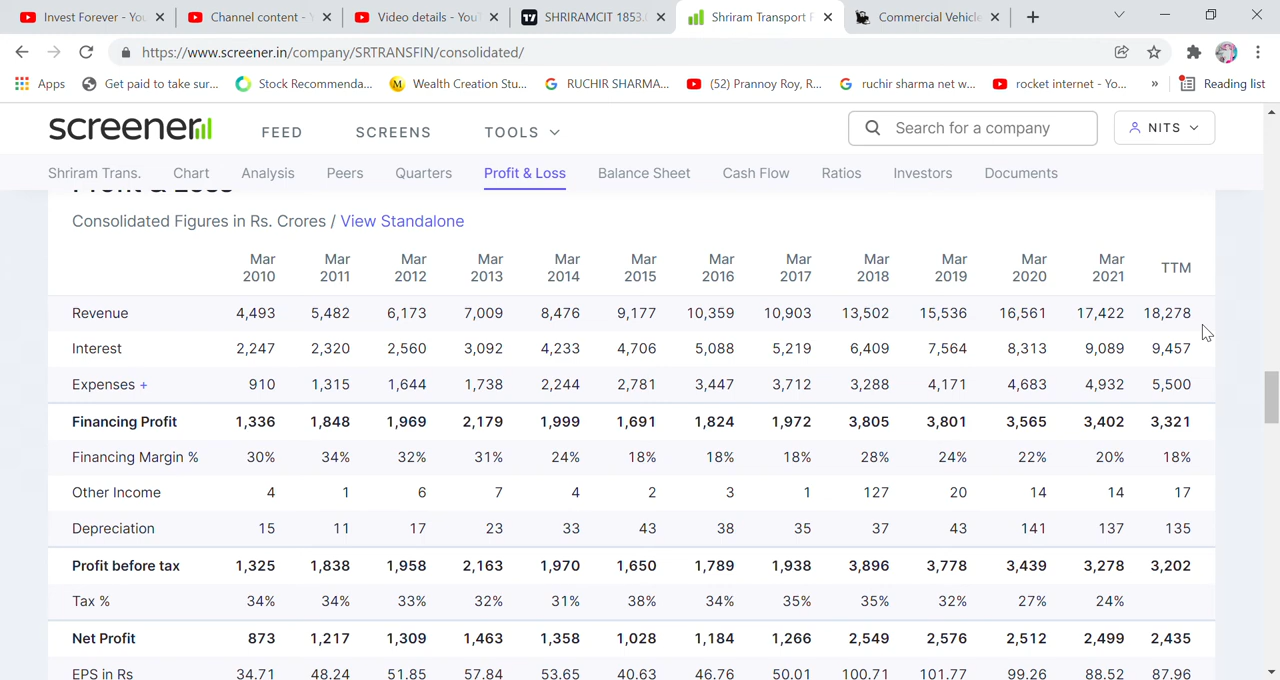 Invest Forever - You
Channel content -
Video details - You
SHRIRAMCIT 1853.
Shriram Transport F
Commercial Vehicle
https://www.screener.in/company/SRTRANSFIN/consolidated/
Apps Get paid to take sur... Stock Recommenda... Wealth Creation Stu... RUCHIR SHARMA... (52) Prannoy Roy, R... ruchir sharma net w... rocket internet - Yo... » Reading list
screener FEED SCREENS TOOLS Search for a company NITS
Shriram Trans. Chart Analysis Peers Quarters Profit & Loss Balance Sheet Cash Flow Ratios Investors Documents
Profit & Loss
Consolidated Figures in Rs. Crores / View Standalone
Mar 2010 Mar 2011 Mar 2012 Mar 2013 Mar 2014 Mar 2015 Mar 2016 Mar 2017 Mar 2018 Mar 2019 Mar 2020 Mar 2021 TTM
Revenue 4,493 5,482 6,173 7,009 8,476 9,177 10,359 10,903 13,502 15,536 16,561 17,422 18,278
Interest 2,247 2,320 2,560 3,092 4,233 4,706 5,088 5,219 6,409 7,564 8,313 9,089 9,457
Expenses + 910 1,315 1,644 1,738 2,244 2,781 3,447 3,712 3,288 4,171 4,683 4,932 5,500
Financing Profit 1,336 1,848 1,969 2,179 1,999 1,691 1,824 1,972 3,805 3,801 3,565 3,402 3,321
Financing Margin % 30% 34% 32% 31% 24% 18% 18% 18% 28% 24% 22% 20% 18%
Other Income 4 1 6 7 4 2 3 1 127 20 14 14 17
Depreciation 15 11 17 23 33 43 38 35 37 43 141 137 135
Profit before tax 1,325 1,838 1,958 2,163 1,970 1,650 1,789 1,938 3,896 3,778 3,439 3,278 3,202
Tax % 34% 34% 33% 32% 31% 38% 34% 35% 35% 32% 27% 24%
Net Profit 873 1,217 1,309 1,463 1,358 1,028 1,184 1,266 2,549 2,576 2,512 2,499 2,435
EPS in Rs 34.71 48.24 51.85 57.84 53.65 40.63 46.76 50.01 100.71 101.77 99.26 88.52 87.96